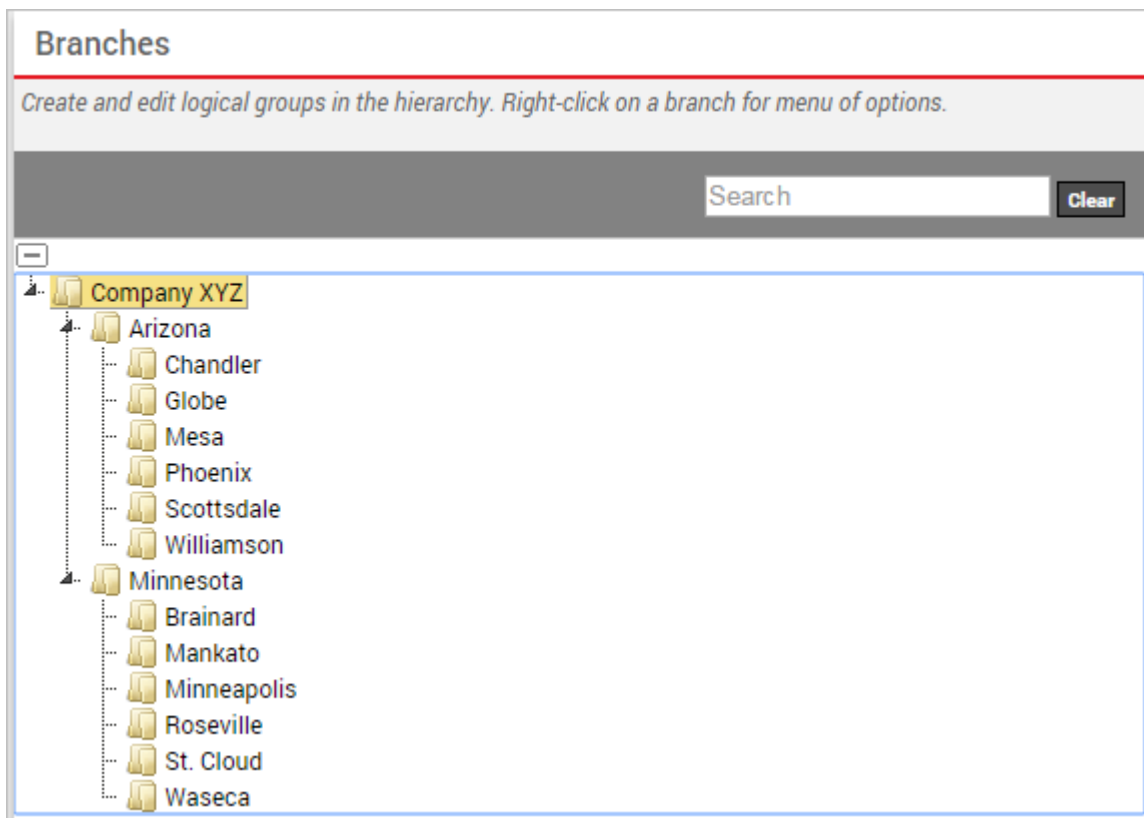 Branches
Create and edit logical groups in the hierarchy. Right-click on a branch for menu of options.
Search
Clear
Company XYZ
Arizona
Chandler
Globe
Mesa
Phoenix
Scottsdale
Williamson
Minnesota
Brainard
Mankato
Minneapolis
Roseville
St. Cloud
Waseca